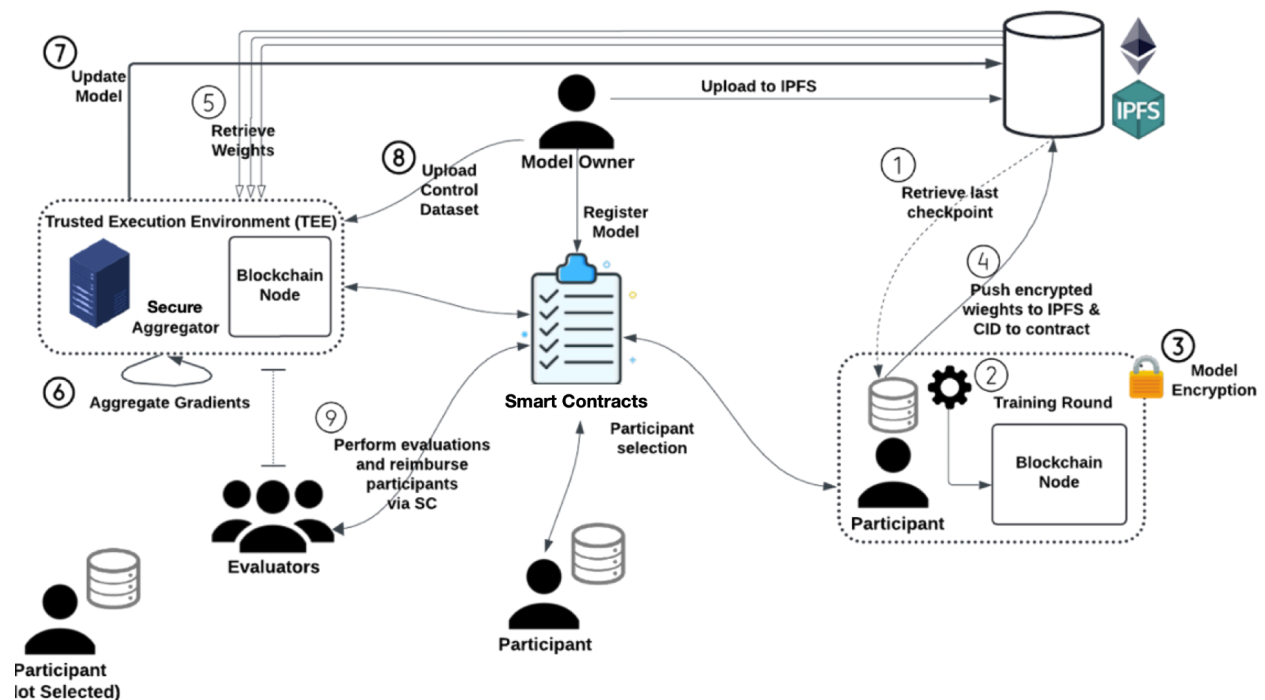 7
Update
Model
5
Retrieve
Weights
Upload to IPFS
IPFS
Model Owner
8
Upload
Control
Dataset
1
Retrieve last
checkpoint
Register
Model
Trusted Execution Environment (TEE)
Blockchain
Node
Secure
Aggregator
4
Push encrypted
wieghts to IPFS &
CID to contract
3
Model
Encryption
6
Aggregate Gradients
Smart Contracts
2
Training Round
9
Perform evaluations
and reimburse
participants
via SC
Participant
selection
Blockchain
Node
Participant
Evaluators
Participant
Participant
lot Selected)